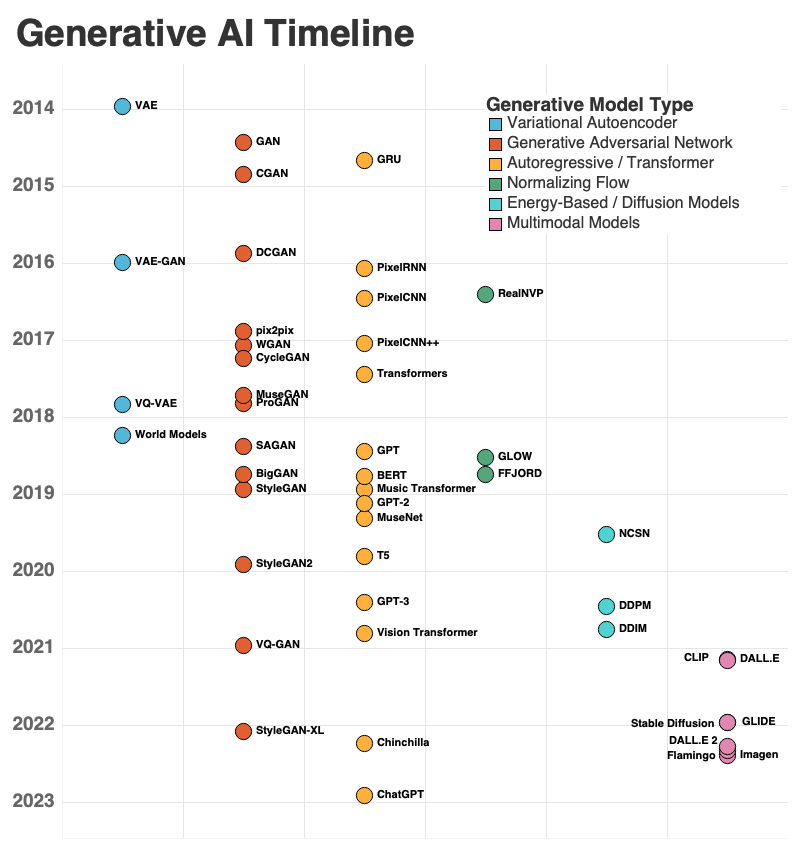 Generative AI Timeline
Generative Model Type
Variational Autoencoder
Generative Adversarial Network
Autoregressive / Transformer
Normalizing Flow
Energy-Based / Diffusion Models
Multimodal Models
2014
VAE
GAN
GRU
CGAN
2015
DCGAN
2016
VAE-GAN
PixelRNN
PixelCNN
RealNVP
pix2pix
2017
WGAN
PixelCNN++
CycleGAN
Transformers
MuseGAN
ProGAN
VQ-VAE
2018
World Models
SAGAN
GPT
GLOW
BigGAN
BERT
FFJORD
StyleGAN
Music Transformer
2019
GPT-2
MuseNet
NCSN
T5
StyleGAN2
2020
GPT-3
DDPM
Vision Transformer
DDIM
VQ-GAN
2021
CLIP
DALL.E
Stable Diffusion
GLIDE
2022
StyleGAN-XL
Chinchilla
DALL.E 2
Flamingo
Imagen
ChatGPT
2023